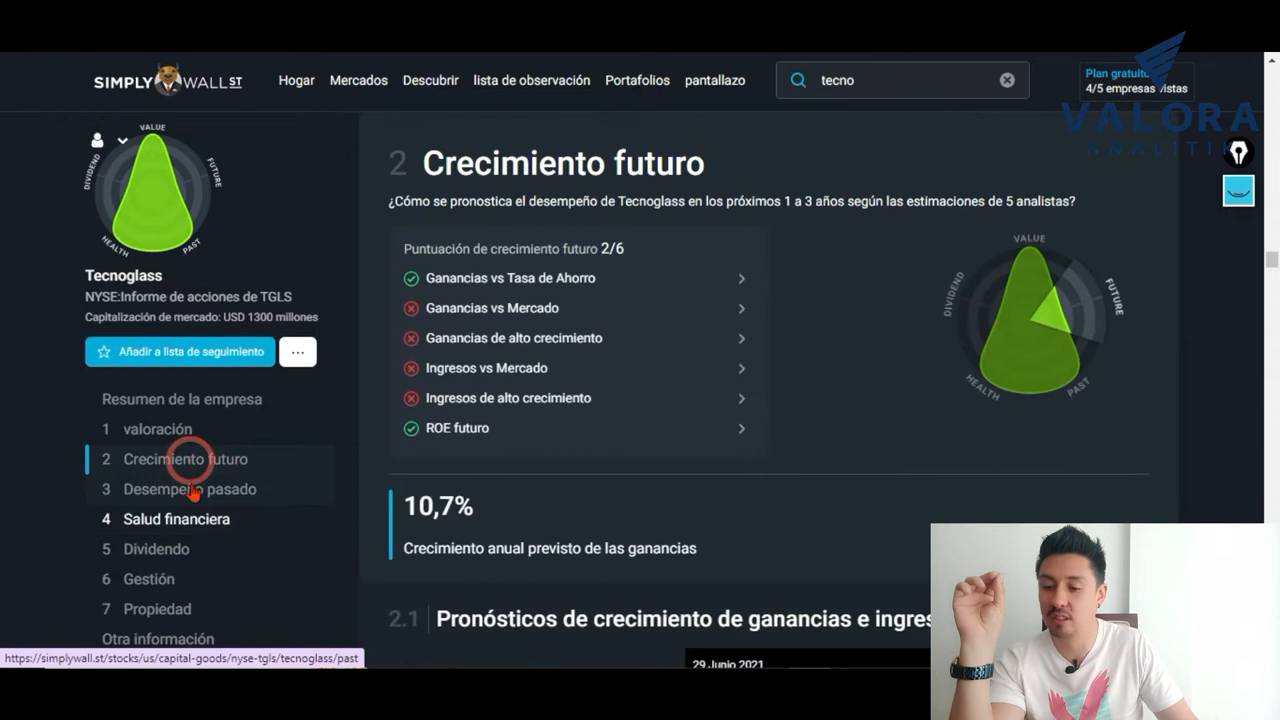 SIMPLY WALL ST
Hogar
Mercados
Descubrir
lista de observación
Portafolios
pantallazo
tecno
Plan gratuito
4/5 empresas vistas
VALORA
ANALITIK
VALUE
FUTURE
PAST
HEALTH
DIVIDEND
Tecnoglass
NYSE:Informe de acciones de TGLS
Capitalización de mercado: USD 1300 millones
Añadir a lista de seguimiento
...
Resumen de la empresa
1 valoración
2 Crecimiento futuro
3 Desempeño pasado
4 Salud financiera
5 Dividendo
6 Gestión
7 Propiedad
Otra información
https://simplywall.st/stocks/us/capital-goods/nyse-tgls/tecnoglass/past
2 Crecimiento futuro
¿Cómo se pronostica el desempeño de Tecnoglass en los próximos 1 a 3 años según las estimaciones de 5 analistas?
Puntuación de crecimiento futuro 2/6
Ganancias vs Tasa de Ahorro
Ganancias vs Mercado
Ganancias de alto crecimiento
Ingresos vs Mercado
Ingresos de alto crecimiento
ROE futuro
VALUE
FUTURE
PAST
HEALTH
DIVIDEND
10,7%
Crecimiento anual previsto de las ganancias
2.1 Pronósticos de crecimiento de ganancias e ingres
29 Junio 2021